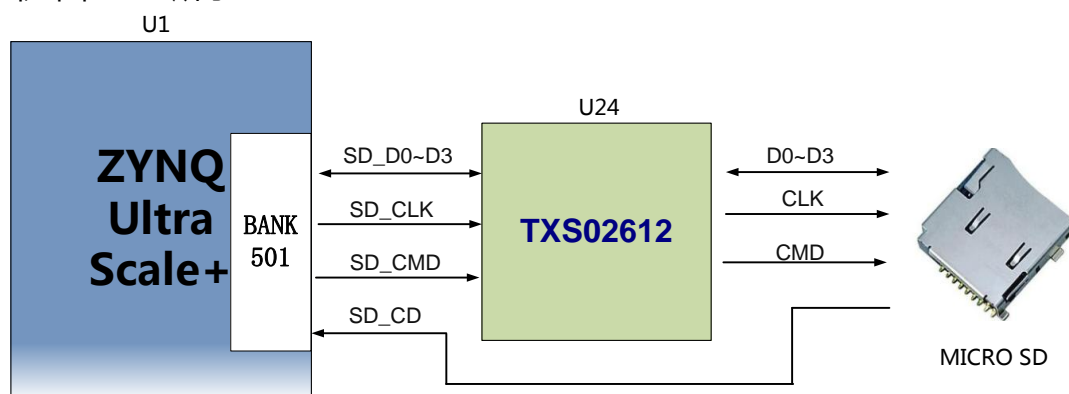 U1
ZYNQ
Ultra
Scale+
BANK
501
SD_D0~D3
SD_CLK
SD_CMD
SD_CD
U24
TXS02612
D0~D3
CLK
CMD
MICRO SD